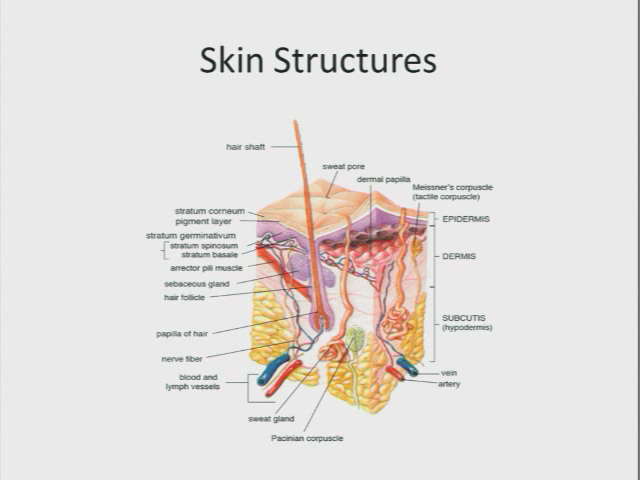 Skin Structures
hair shaft
sweat pore
dermal papilla
Meissner's corpuscle
(tactile corpuscle)
stratum corneum
pigment layer
EPIDERMIS
stratum germinativum
stratum spinosum
stratum basale
DERMIS
arrector pili muscle
sebaceous gland
hair follicle
SUBCUTIS
(hypodermis)
papilla of hair
nerve fiber
blood and
lymph vessels
vein
artery
sweat gland
Pacinian corpuscle